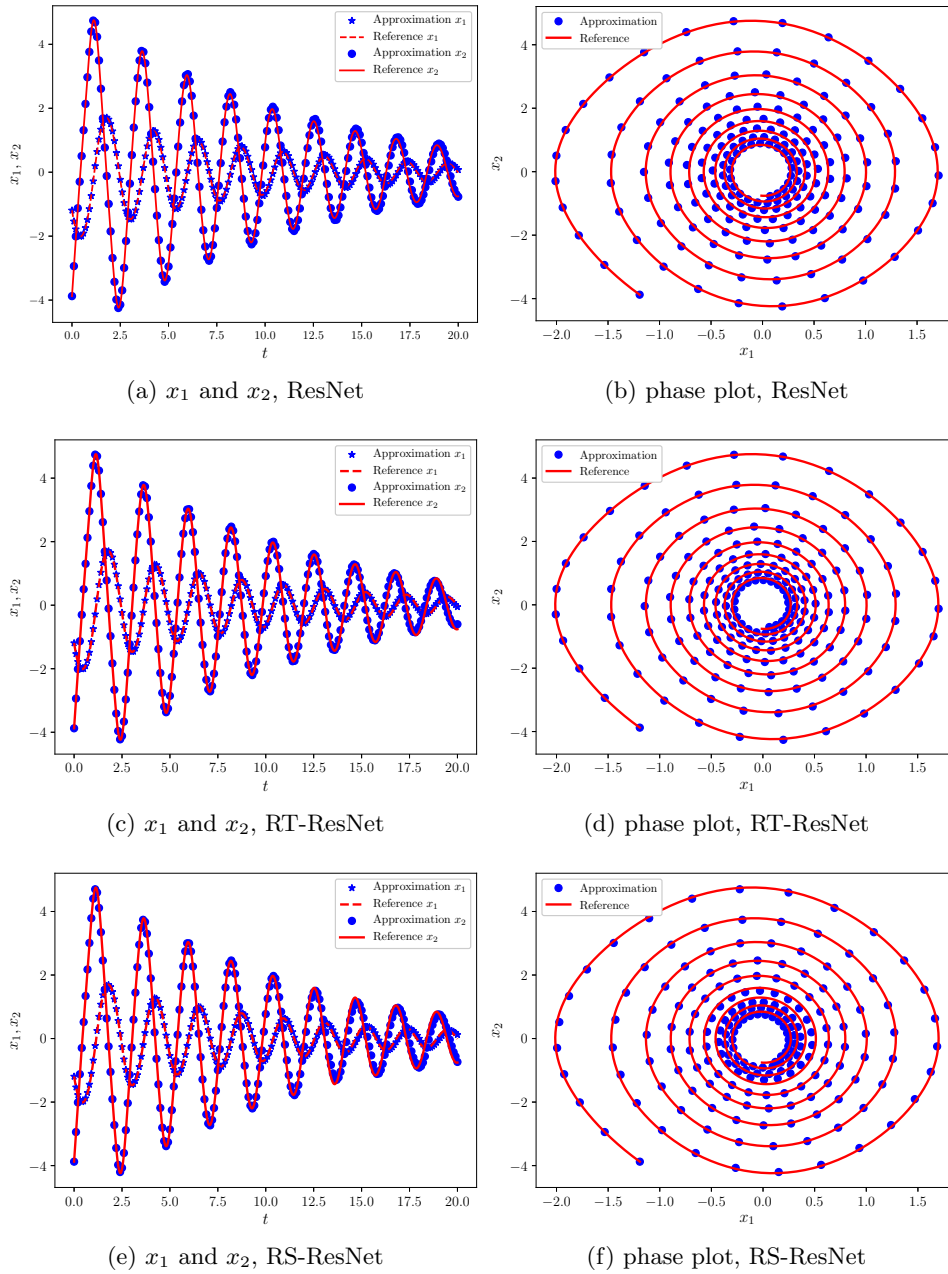 Approximation x₁
Reference x₁
Approximation x₂
Reference x₂
4
2
0
−2
−4
x₁, x₂
0.0 2.5 5.0 7.5 10.0 12.5 15.0 17.5 20.0
t
(a) x₁ and x₂, ResNet
Approximation
Reference
4
2
0
−2
−4
x₂
−2.0 −1.5 −1.0 −0.5 0.0 0.5 1.0 1.5
x₁
(b) phase plot, ResNet
Approximation x₁
Reference x₁
Approximation x₂
Reference x₂
4
2
0
−2
−4
x₁, x₂
0.0 2.5 5.0 7.5 10.0 12.5 15.0 17.5 20.0
t
(c) x₁ and x₂, RT-ResNet
Approximation
Reference
4
2
0
−2
−4
x₂
−2.0 −1.5 −1.0 −0.5 0.0 0.5 1.0 1.5
x₁
(d) phase plot, RT-ResNet
Approximation x₁
Reference x₁
Approximation x₂
Reference x₂
4
2
0
−2
−4
x₁, x₂
0.0 2.5 5.0 7.5 10.0 12.5 15.0 17.5 20.0
t
(e) x₁ and x₂, RS-ResNet
Approximation
Reference
4
2
0
−2
−4
x₂
−2.0 −1.5 −1.0 −0.5 0.0 0.5 1.0 1.5
x₁
(f) phase plot, RS-ResNet